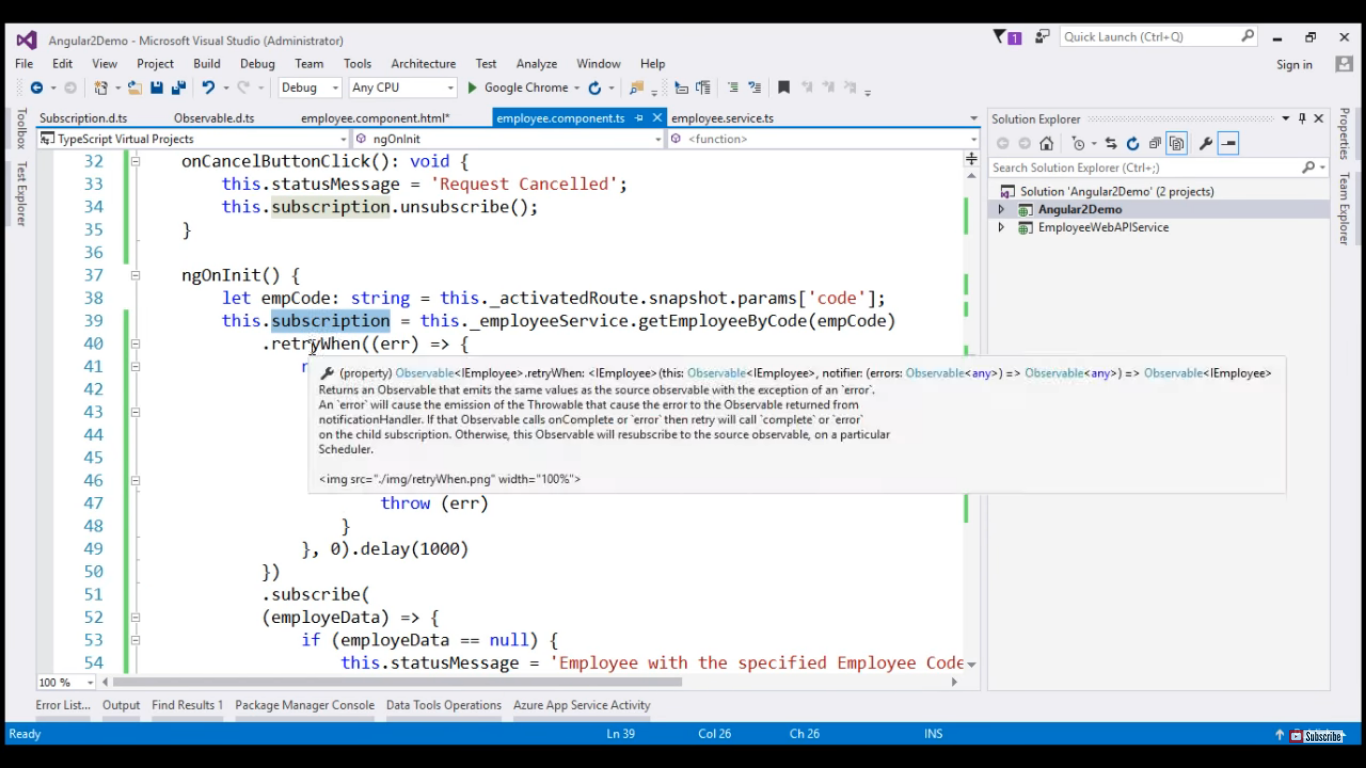 Angular2Demo - Microsoft Visual Studio (Administrator)
1
Quick Launch (Ctrl+Q)
File Edit View Project Build Debug Team Tools Architecture Test Analyze Window Help
Sign in
Debug Any CPU Google Chrome
Toolbox
Test Explorer
Subscription.d.ts Observable.d.ts employee.component.html* employee.component.ts employee.service.ts
TypeScript Virtual Projects ngOnInit <function>
32 onCancelButtonClick(): void {
33 this.statusMessage = 'Request Cancelled';
34 this.subscription.unsubscribe();
35 }
36
37 ngOnInit() {
38 let empCode: string = this._activatedRoute.snapshot.params['code'];
39 this.subscription = this._employeeService.getEmployeeByCode(empCode)
40 .retryWhen((err) => {
41
(property) Observable<IEmployee>.retryWhen: <IEmployee>(this: Observable<IEmployee>, notifier: (errors: Observable<any>) => Observable<any>) => Observable<IEmployee>
Returns an Observable that emits the same values as the source observable with the exception of an `error`.
An `error` will cause the emission of the Throwable that cause the error to the Observable returned from
notificationHandler. If that Observable calls onComplete or `error` then retry will call `complete` or `error`
on the child subscription. Otherwise, this Observable will resubscribe to the source observable, on a particular
Scheduler.
<img src="./img/retryWhen.png" width="100%">
42
43
44
45
46
47 throw (err)
48 }
49 }, 0).delay(1000)
50 })
51 .subscribe(
52 (employeData) => {
53 if (employeData == null) {
54 this.statusMessage = 'Employee with the specified Employee Code
100 %
Solution Explorer
Search Solution Explorer (Ctrl+;)
Solution 'Angular2Demo' (2 projects)
Angular2Demo
EmployeeWebAPIService
Properties
Team Explorer
Error List... Output Find Results 1 Package Manager Console Data Tools Operations Azure App Service Activity
Ready Ln 39 Col 26 Ch 26 INS
Subscribe